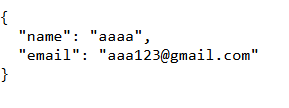 {
  "name": "aaaa",
  "email": "aaa123@gmail.com"
}